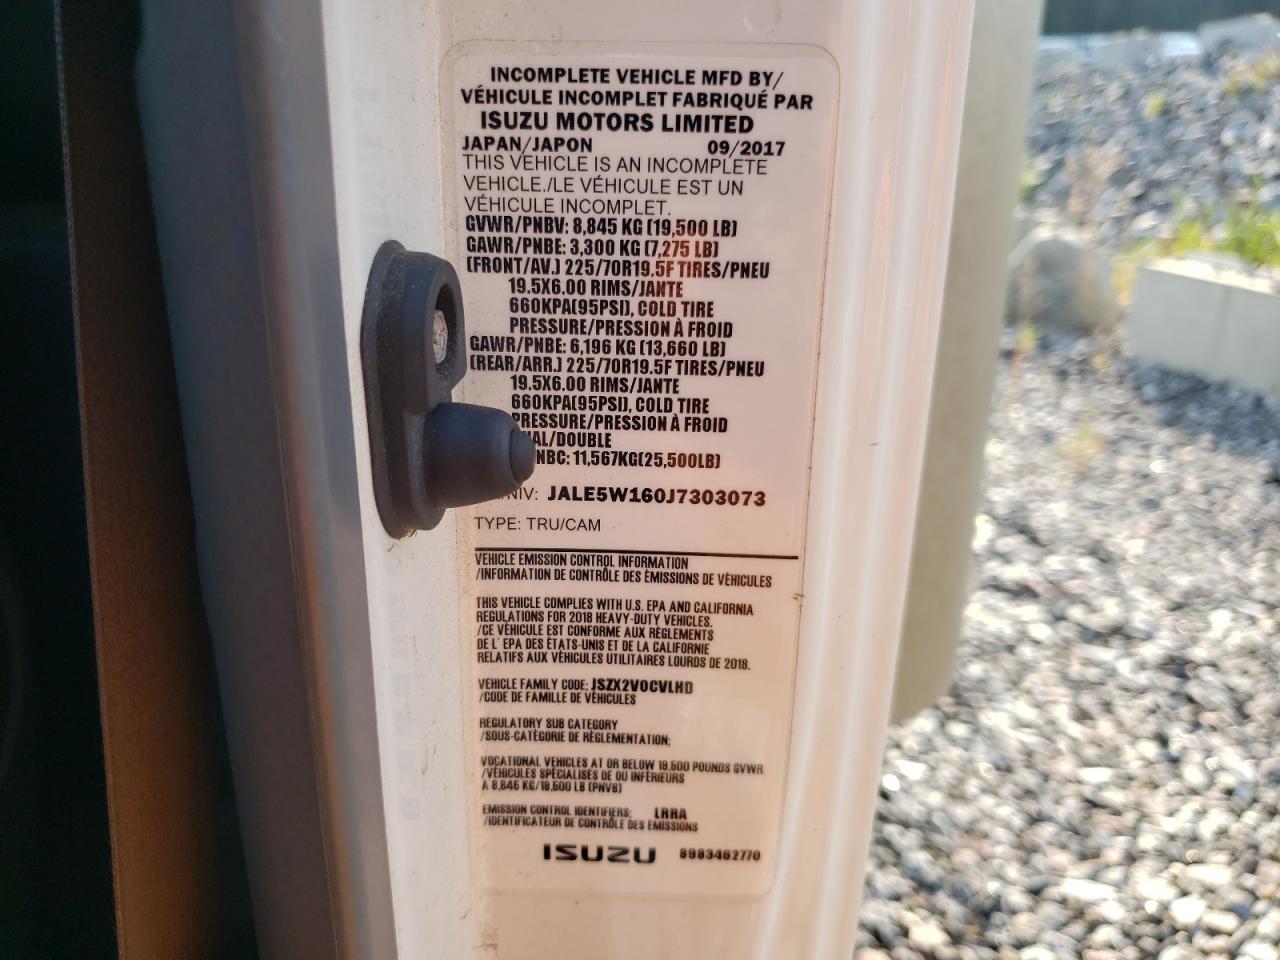 INCOMPLETE VEHICLE MFD BY/
VÉHICULE INCOMPLET FABRIQUÉ PAR
ISUZU MOTORS LIMITED
JAPAN/JAPON 09/2017
THIS VEHICLE IS AN INCOMPLETE
VEHICLE./LE VÉHICULE EST UN
VÉHICULE INCOMPLET.
GVWR/PNBV: 8,845 KG (19,500 LB)
GAWR/PNBE: 3,300 KG (7,275 LB)
(FRONT/AV.) 225/70R19.5F TIRES/PNEU
19.5X6.00 RIMS/JANTE
660KPA(95PSI), COLD TIRE
PRESSURE/PRESSION À FROID
GAWR/PNBE: 6,196 KG (13,660 LB)
(REAR/ARR.) 225/70R19.5F TIRES/PNEU
19.5X6.00 RIMS/JANTE
660KPA(95PSI), COLD TIRE
PRESSURE/PRESSION À FROID
/DOUBLE
NBC: 11,567KG(25,500LB)
/NIV: JALE5W160J7303073
TYPE: TRU/CAM
VEHICLE EMISSION CONTROL INFORMATION
/INFORMATION DE CONTRÔLE DES ÉMISSIONS DE VÉHICULES
THIS VEHICLE COMPLIES WITH U.S. EPA AND CALIFORNIA
REGULATIONS FOR 2018 HEAVY-DUTY VEHICLES.
/CE VÉHICULE EST CONFORME AUX RÈGLEMENTS
DE L' EPA DES ÉTATS-UNIS ET DE LA CALIFORNIE
RELATIFS AUX VÉHICULES UTILITAIRES LOURDS DE 2018.
VEHICLE FAMILY CODE: JSZX2VOCVLHD
/CODE DE FAMILLE DE VÉHICULES
REGULATORY SUB CATEGORY
/SOUS-CATÉGORIE DE RÈGLEMENTATION:
VOCATIONAL VEHICLES AT OR BELOW 19,500 POUNDS GVWR
/VÉHICULES SPÉCIALISÉS DE OU INFÉRIEURS
À 8,845 KG/19,500 LB (PNVB)
EMISSION CONTROL IDENTIFIERS: LRRA
/IDENTIFICATEUR DE CONTRÔLE DES ÉMISSIONS
ISUZU 8983462770